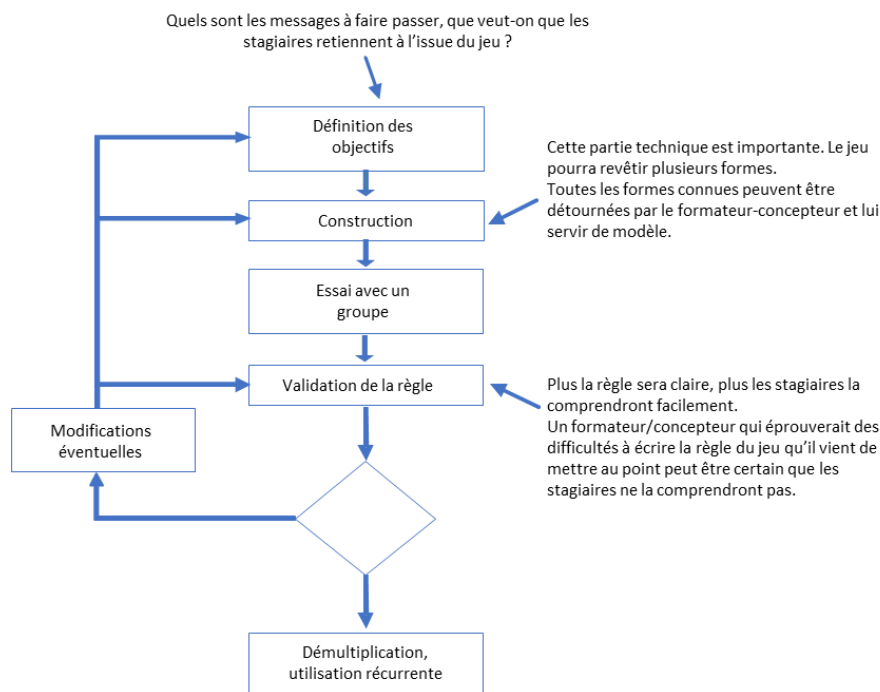 Quels sont les messages à faire passer, que veut-on que les
stagiaires retiennent à l'issue du jeu ?
Définition des
objectifs
Cette partie technique est importante. Le jeu
pourra revêtir plusieurs formes.
Toutes les formes connues peuvent être
détournées par le formateur-concepteur et lui
servir de modèle.
Construction
Essai avec un
groupe
Validation de la règle
Plus la règle sera claire, plus les stagiaires la
comprendront facilement.
Un formateur/concepteur qui éprouverait des
difficultés à écrire la règle du jeu qu'il vient de
mettre au point peut être certain que les
stagiaires ne la comprendront pas.
Modifications
éventuelles
Démultiplication,
utilisation récurrente